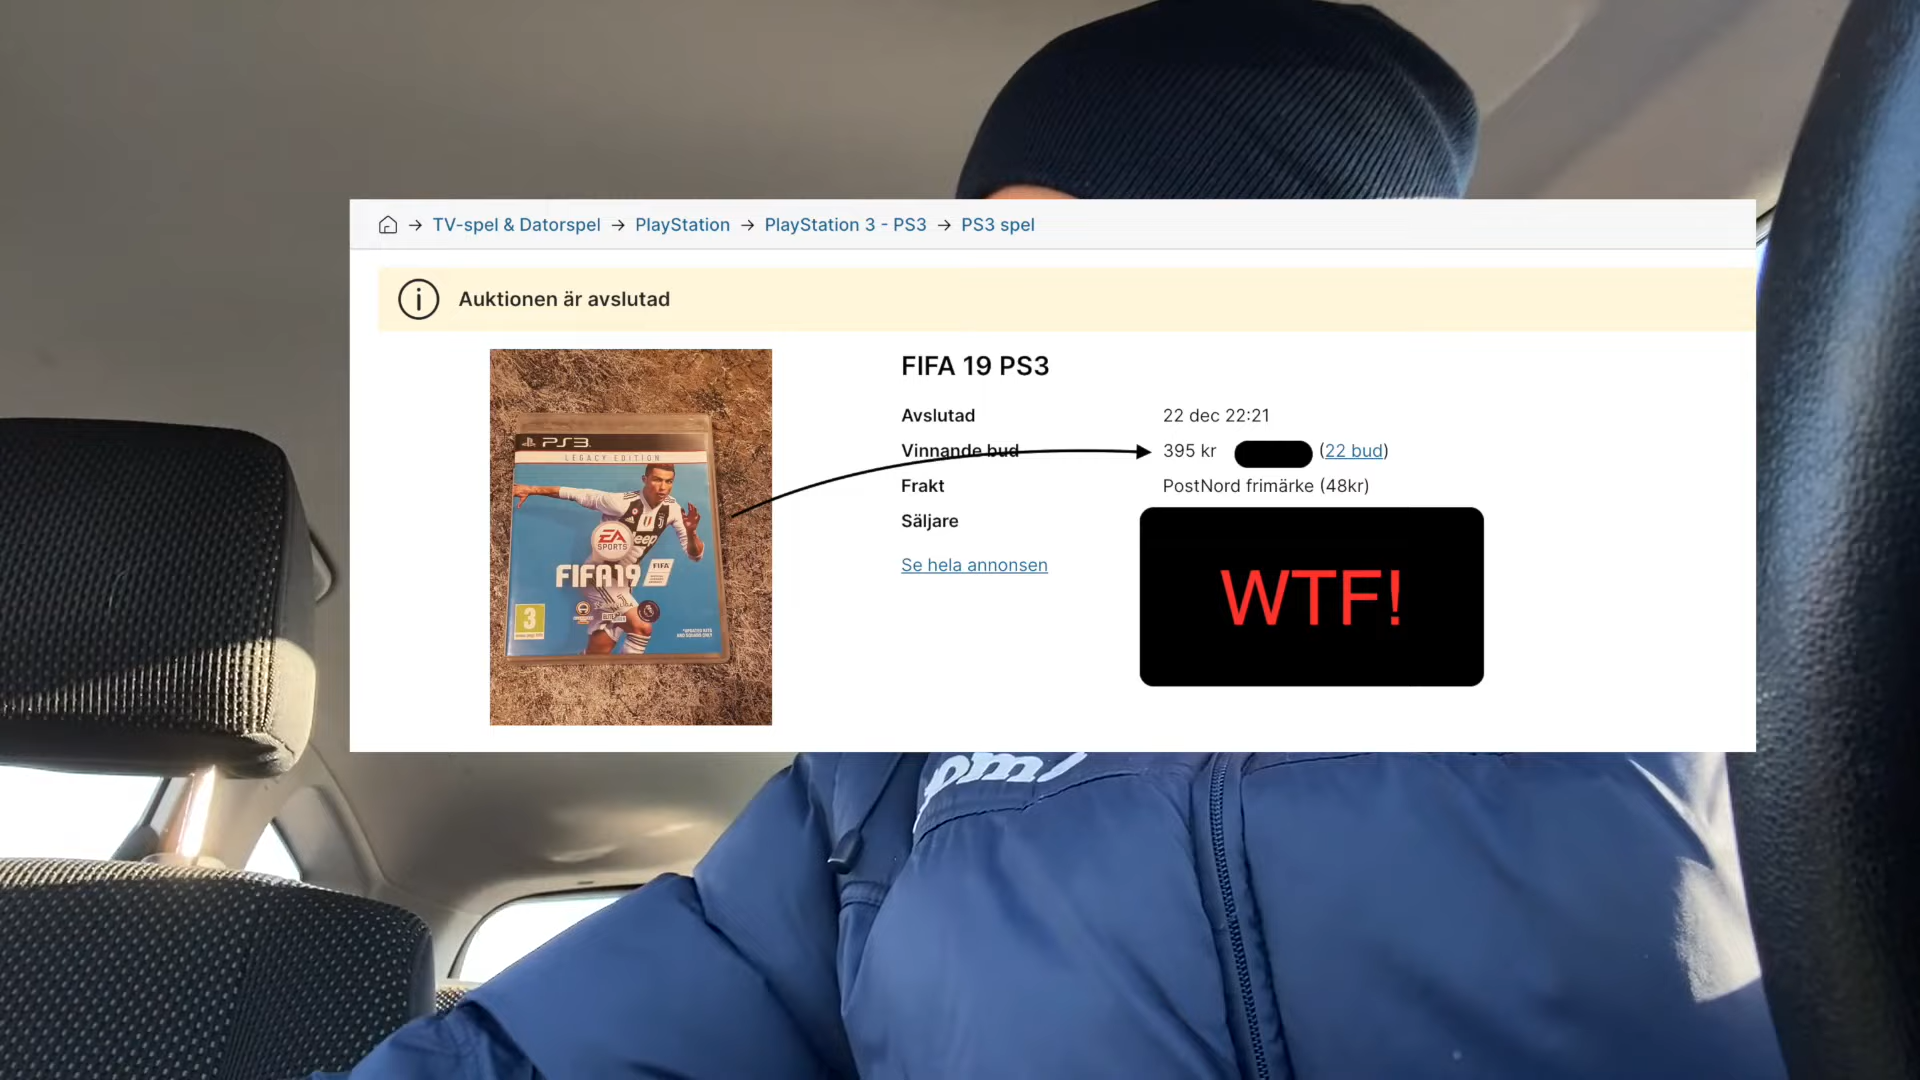 TV-spel & Datorspel → PlayStation → PlayStation 3 - PS3 → PS3 spel
Auktionen är avslutad
FIFA 19 PS3
Avslutad 22 dec 22:21
Vinnande bud 395 kr (22 bud)
Frakt PostNord frimärke (48kr)
Säljare
Se hela annonsen
WTF!
PS3
LEGACY EDITION
Jeep
EA
SPORTS
FIFA19
FIFA
3